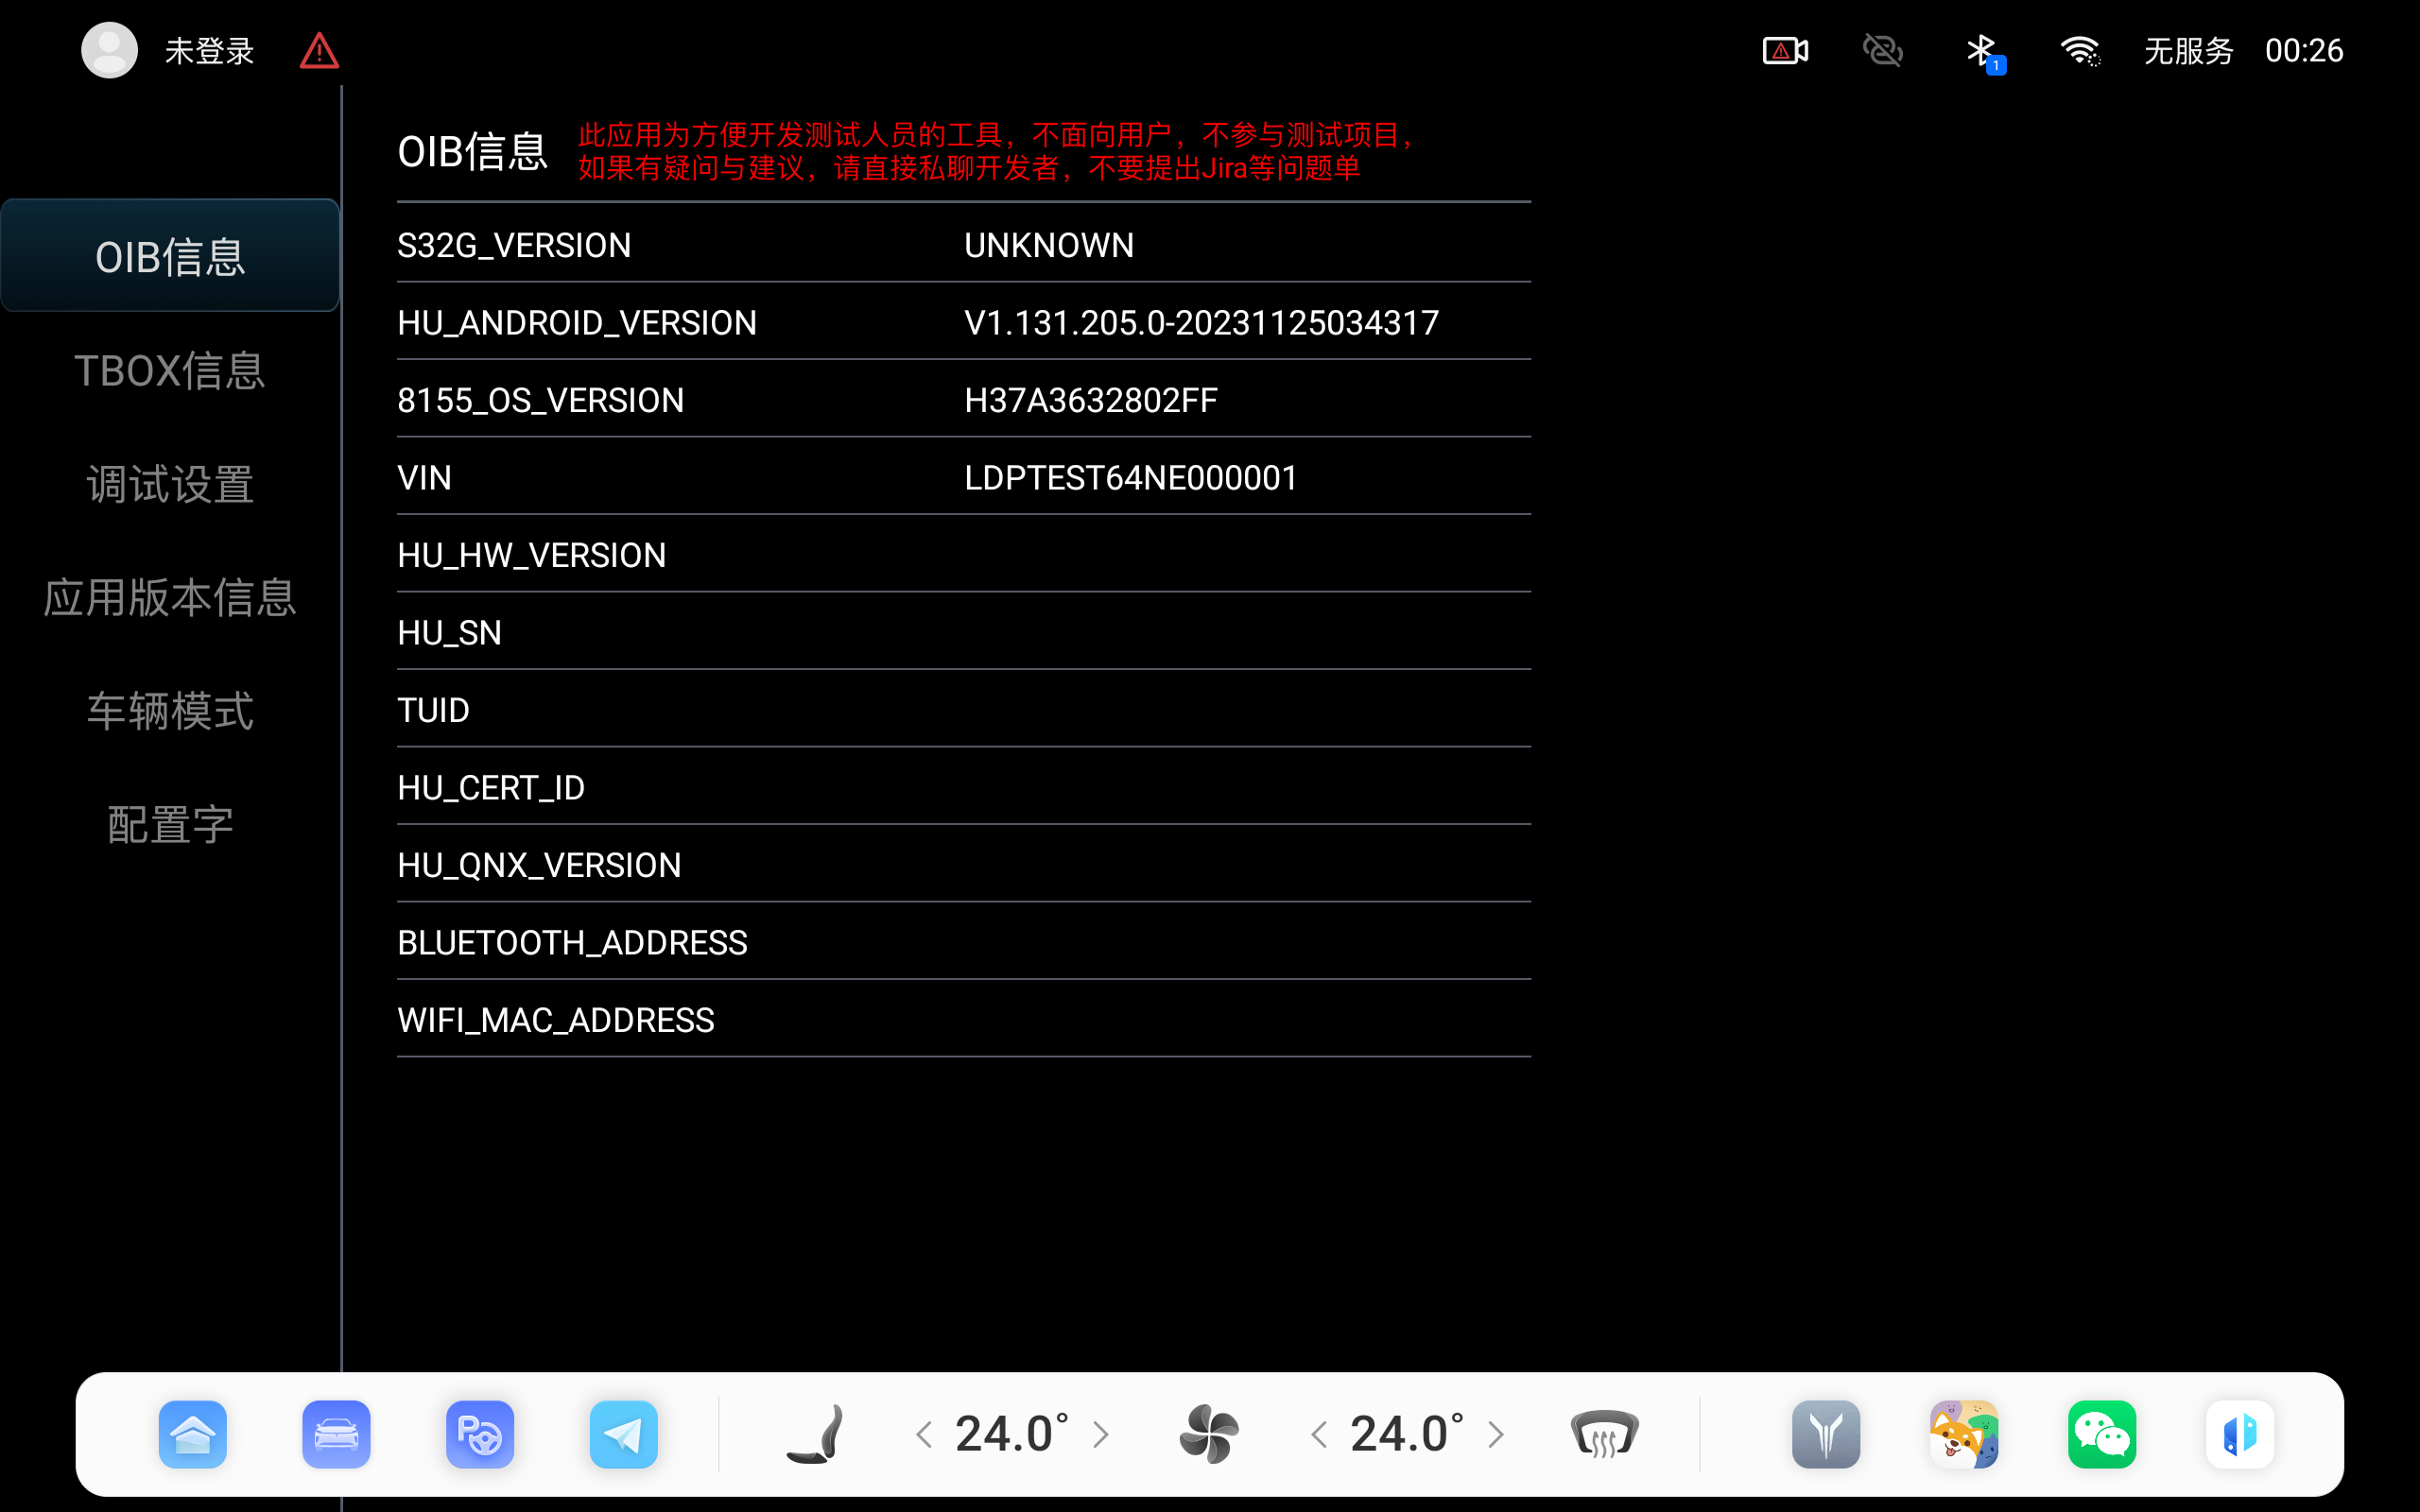 未登录
1
无服务 00:26
OIB信息
TBOX信息
调试设置
应用版本信息
车辆模式
配置字
OIB信息
此应用为方便开发测试人员的工具，不面向用户，不参与测试项目，
如果有疑问与建议，请直接私聊开发者，不要提出Jira等问题单
S32G_VERSION UNKNOWN
HU_ANDROID_VERSION V1.131.205.0-20231125034317
8155_OS_VERSION H37A3632802FF
VIN LDPTEST64NE000001
HU_HW_VERSION
HU_SN
TUID
HU_CERT_ID
HU_QNX_VERSION
BLUETOOTH_ADDRESS
WIFI_MAC_ADDRESS
P
24.0° 24.0°